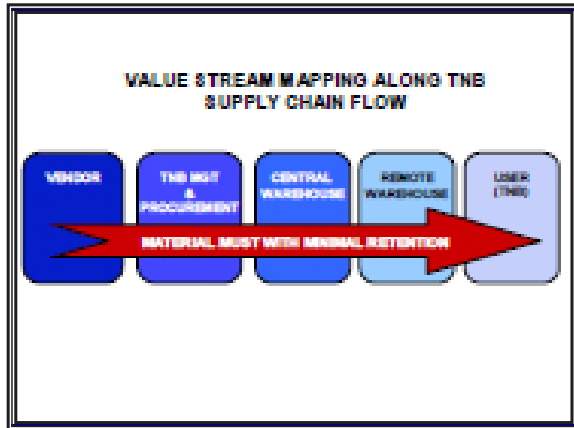 VALUE STREAM MAPPING ALONG TNB
SUPPLY CHAIN FLOW
VENDOR
TNB MGT
&
PROCUREMENT
CENTRAL
WAREHOUSE
REMOTE
WAREHOUSE
USER
(TNB)
MATERIAL MUST WITH MINIMAL RETENTION